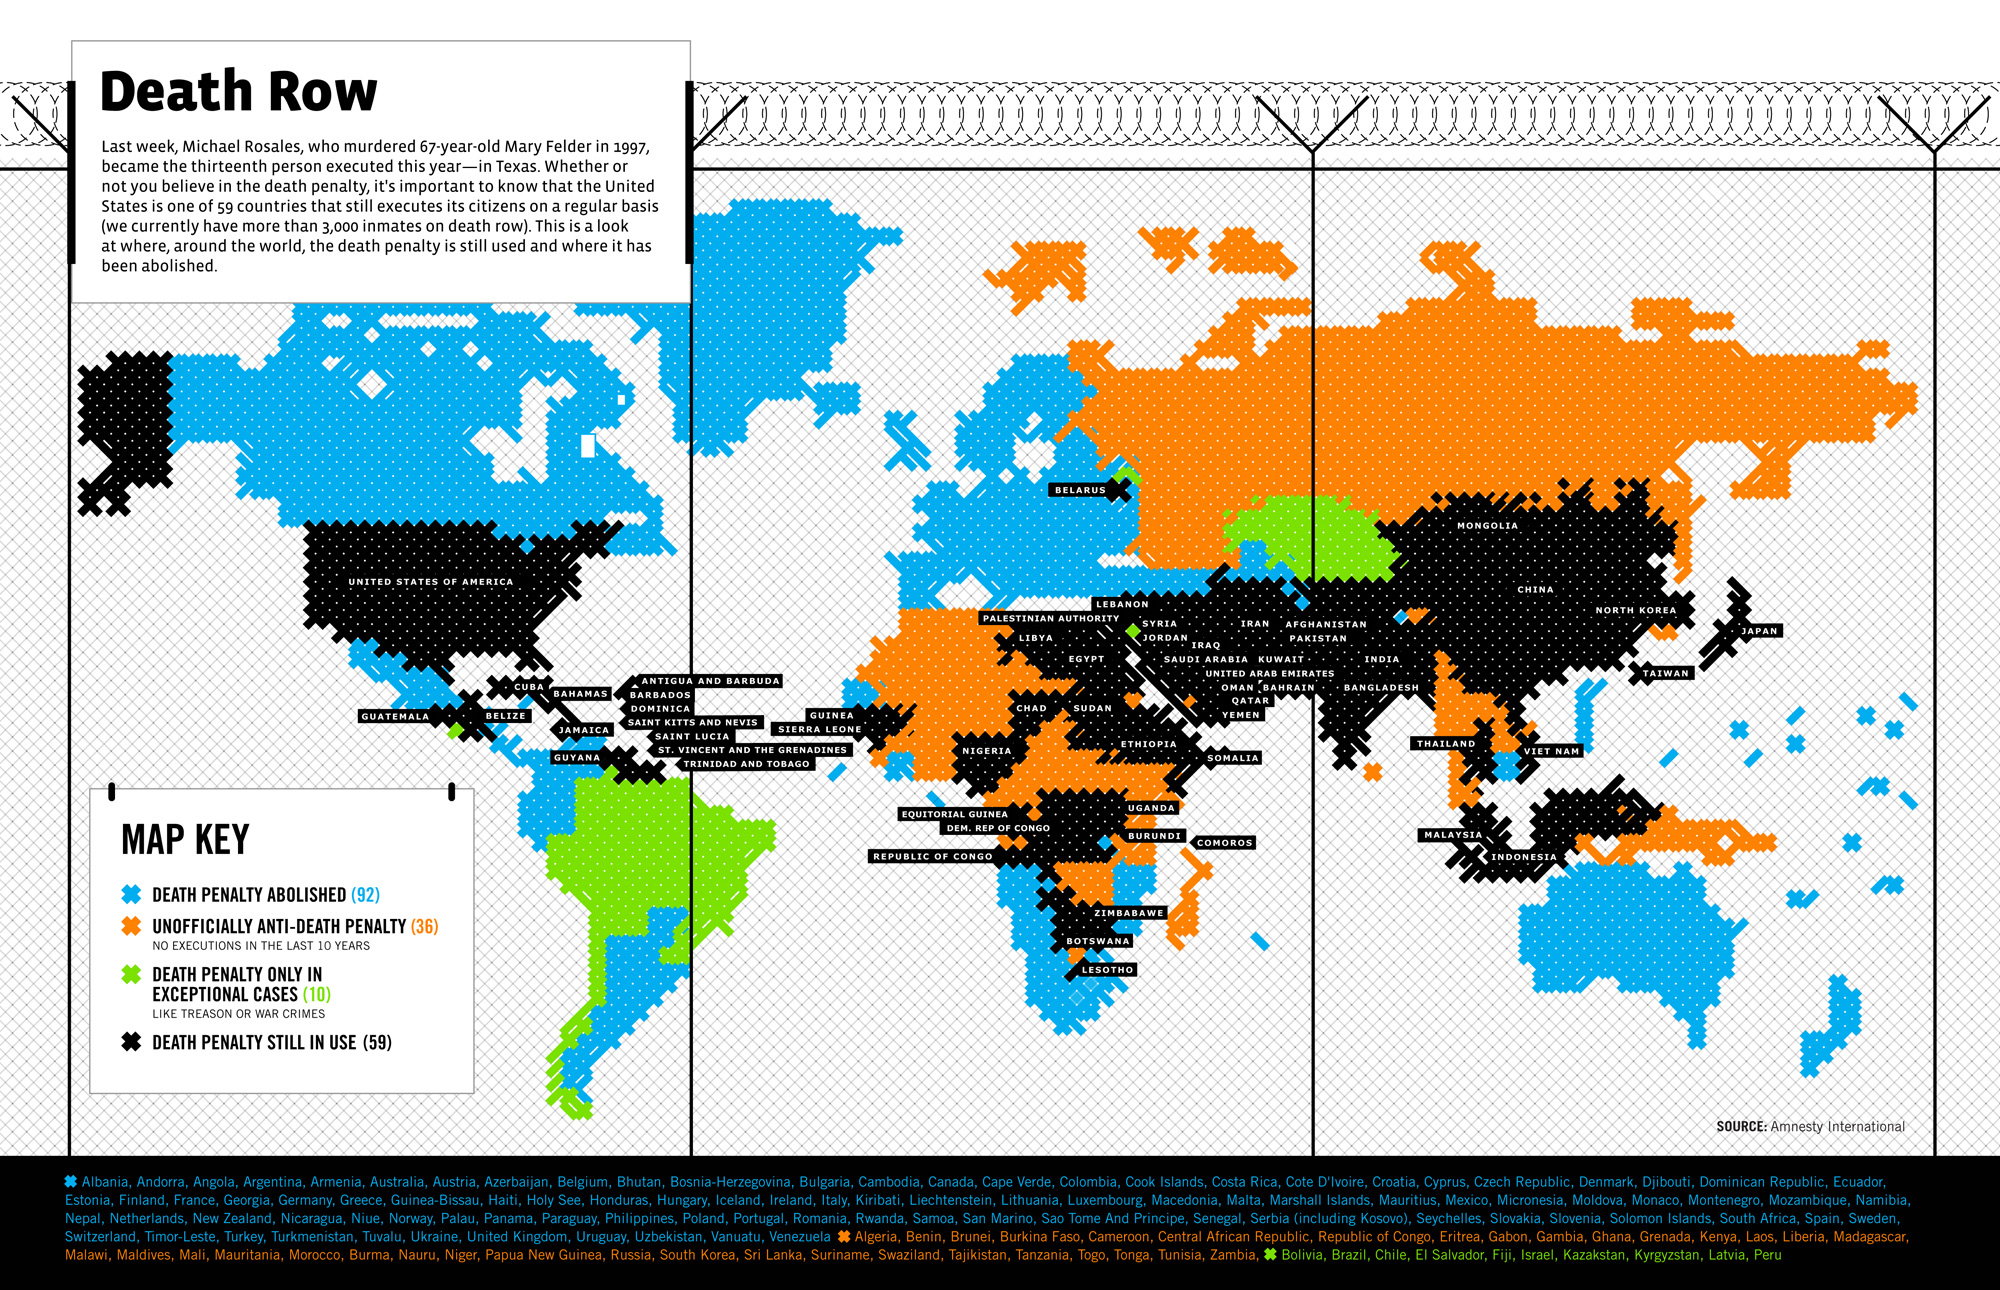 Death Row
Last week, Michael Rosales, who murdered 67-year-old Mary Felder in 1997,
became the thirteenth person executed this year—in Texas. Whether or
not you believe in the death penalty, it's important to know that the United
States is one of 59 countries that still executes its citizens on a regular basis
(we currently have more than 3,000 inmates on death row). This is a look
at where, around the world, the death penalty is still used and where it has
been abolished.
BELARUS
MONGOLIA
UNITED STATES OF AMERICA
CHINA
LEBANON
NORTH KOREA
PALESTINIAN AUTHORITY
SYRIA
IRAN
AFGHANISTAN
JAPAN
LIBYA
JORDAN
PAKISTAN
IRAQ
EGYPT
SAUDI ARABIA
KUWAIT
INDIA
UNITED ARAB EMIRATES
TAIWAN
ANTIGUA AND BARBUDA
CUBA
BAHAMAS
BARBADOS
OMAN
BAHRAIN
BANGLADESH
QATAR
DOMINICA
CHAD
SUDAN
YEMEN
GUATEMALA
BELIZE
GUINEA
SAINT KITTS AND NEVIS
JAMAICA
SIERRA LEONE
SAINT LUCIA
THAILAND
ST. VINCENT AND THE GRENADINES
NIGERIA
ETHIOPIA
VIET NAM
GUYANA
TRINIDAD AND TOBAGO
SOMALIA
UGANDA
EQUITORIAL GUINEA
DEM. REP OF CONGO
BURUNDI
MALAYSIA
COMOROS
REPUBLIC OF CONGO
INDONESIA
ZIMBABAWE
BOTSWANA
LESOTHO
MAP KEY
DEATH PENALTY ABOLISHED (92)
UNOFFICIALLY ANTI-DEATH PENALTY (36)
NO EXECUTIONS IN THE LAST 10 YEARS
DEATH PENALTY ONLY IN
EXCEPTIONAL CASES (10)
LIKE TREASON OR WAR CRIMES
DEATH PENALTY STILL IN USE (59)
SOURCE: Amnesty International
Albania, Andorra, Angola, Argentina, Armenia, Australia, Austria, Azerbaijan, Belgium, Bhutan, Bosnia-Herzegovina, Bulgaria, Cambodia, Canada, Cape Verde, Colombia, Cook Islands, Costa Rica, Cote D'Ivoire, Croatia, Cyprus, Czech Republic, Denmark, Djibouti, Dominican Republic, Ecuador,
Estonia, Finland, France, Georgia, Germany, Greece, Guinea-Bissau, Haiti, Holy See, Honduras, Hungary, Iceland, Ireland, Italy, Kiribati, Liechtenstein, Lithuania, Luxembourg, Macedonia, Malta, Marshall Islands, Mauritius, Mexico, Micronesia, Moldova, Monaco, Montenegro, Mozambique, Namibia,
Nepal, Netherlands, New Zealand, Nicaragua, Niue, Norway, Palau, Panama, Paraguay, Philippines, Poland, Portugal, Romania, Rwanda, Samoa, San Marino, Sao Tome And Principe, Senegal, Serbia (including Kosovo), Seychelles, Slovakia, Slovenia, Solomon Islands, South Africa, Spain, Sweden,
Switzerland, Timor-Leste, Turkey, Turkmenistan, Tuvalu, Ukraine, United Kingdom, Uruguay, Uzbekistan, Vanuatu, Venezuela Algeria, Benin, Brunei, Burkina Faso, Cameroon, Central African Republic, Republic of Congo, Eritrea, Gabon, Gambia, Ghana, Grenada, Kenya, Laos, Liberia, Madagascar,
Malawi, Maldives, Mali, Mauritania, Morocco, Burma, Nauru, Niger, Papua New Guinea, Russia, South Korea, Sri Lanka, Suriname, Swaziland, Tajikistan, Tanzania, Togo, Tonga, Tunisia, Zambia, Bolivia, Brazil, Chile, El Salvador, Fiji, Israel, Kazakstan, Kyrgyzstan, Latvia, Peru